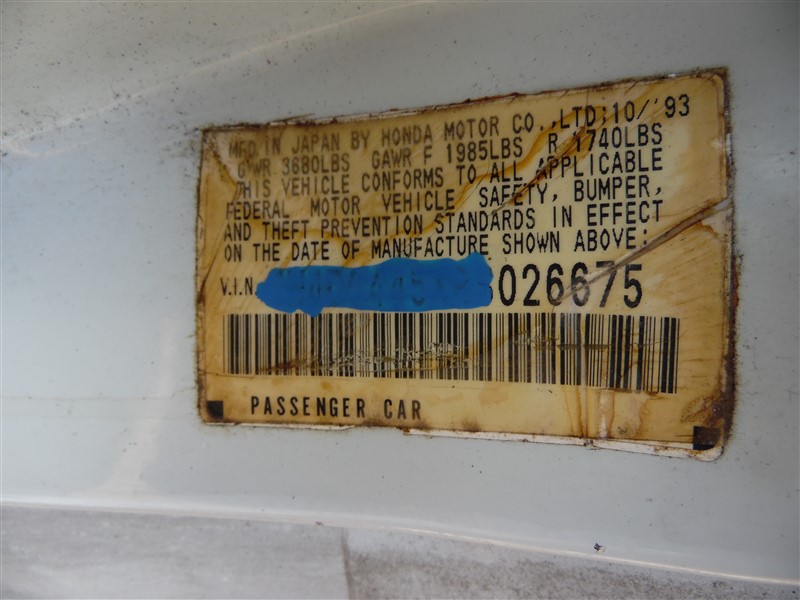 MFD. IN JAPAN BY HONDA MOTOR CO., LTD; 10/'93
GVWR 3680LBS GAWR F 1985LBS R 1740LBS
THIS VEHICLE CONFORMS TO ALL APPLICABLE
FEDERAL MOTOR VEHICLE SAFETY, BUMPER,
AND THEFT PREVENTION STANDARDS IN EFFECT
ON THE DATE OF MANUFACTURE SHOWN ABOVE:
V.I.N. 026675
PASSENGER CAR